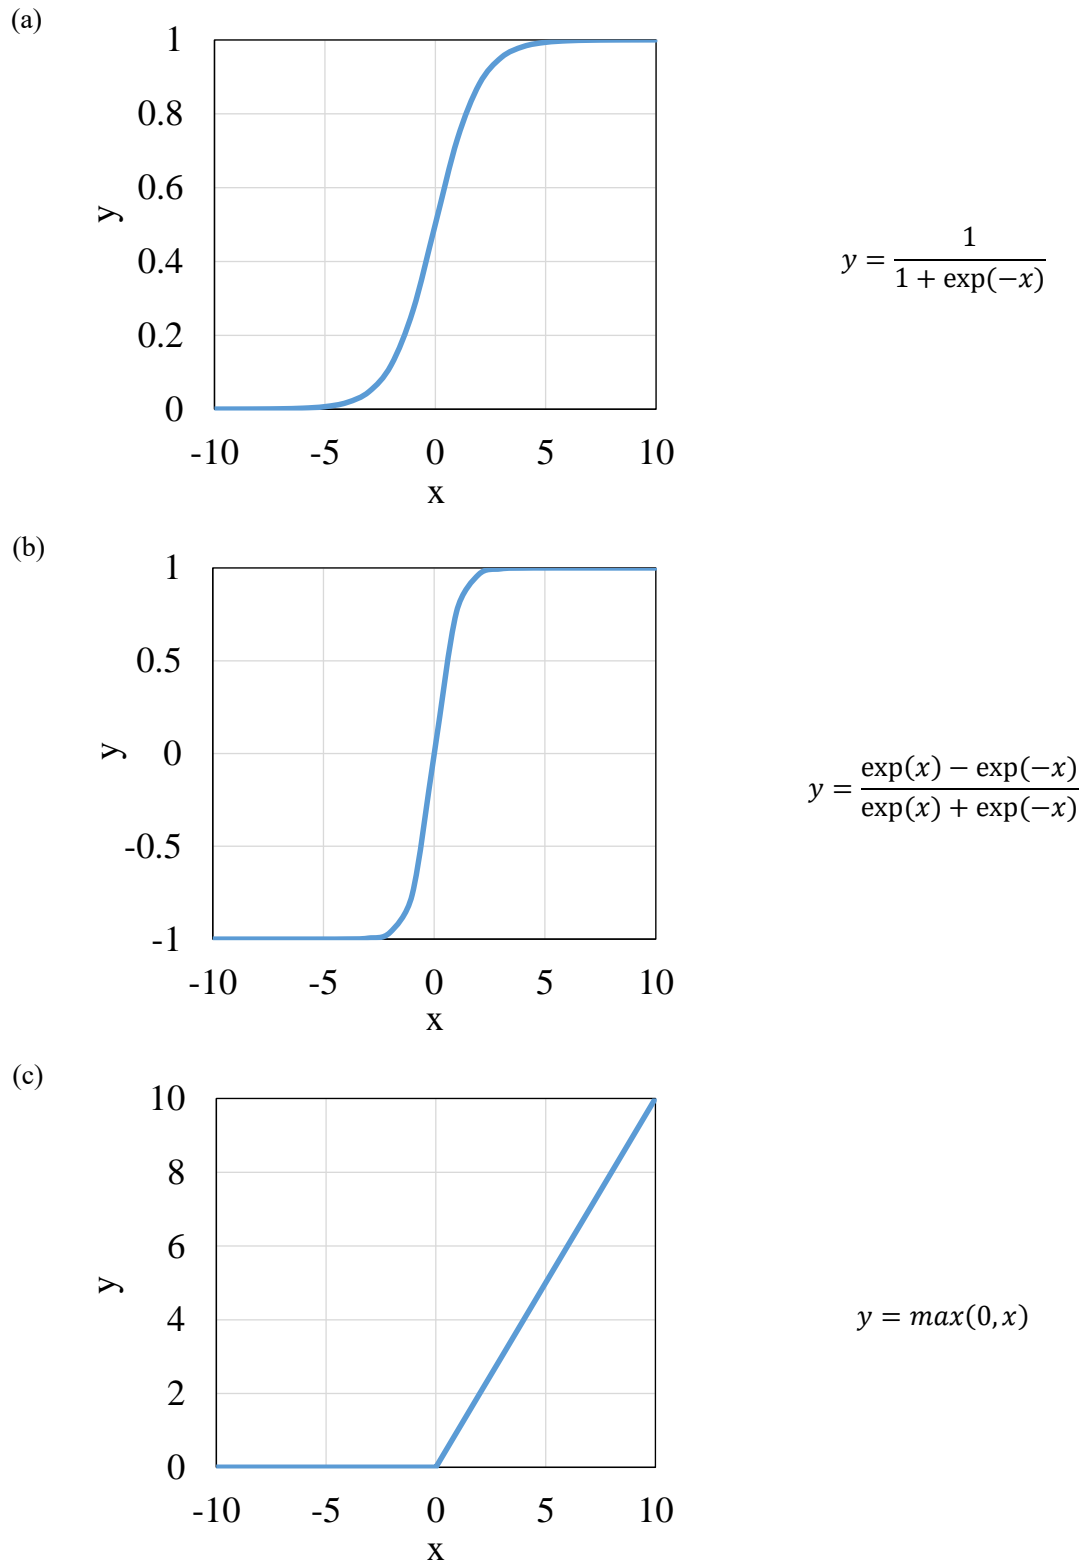 (a)
1
0.8
0.6
0.4
0.2
0
y
-10 -5 0 5 10
x
y = 1 / (1 + exp(−x))
(b)
1
0.5
0
-0.5
-1
y
-10 -5 0 5 10
x
y = (exp(x) − exp(−x)) / (exp(x) + exp(−x))
(c)
10
8
6
4
2
0
y
-10 -5 0 5 10
x
y = max(0, x)